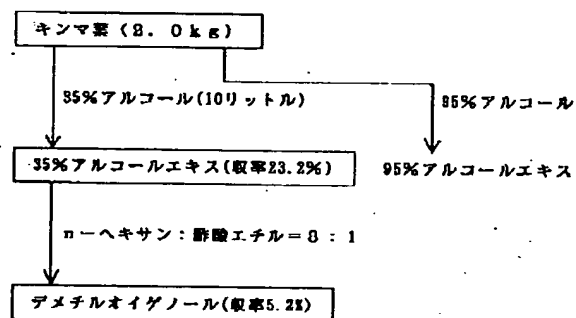 キンマ葉(2.0kg)
35%アルコール(10リットル)
95%アルコール
35%アルコールエキス(収率23.2%)
95%アルコールエキス
n-ヘキサン:酢酸エチル=8:1
デメチルオイゲノール(収率5.2%)